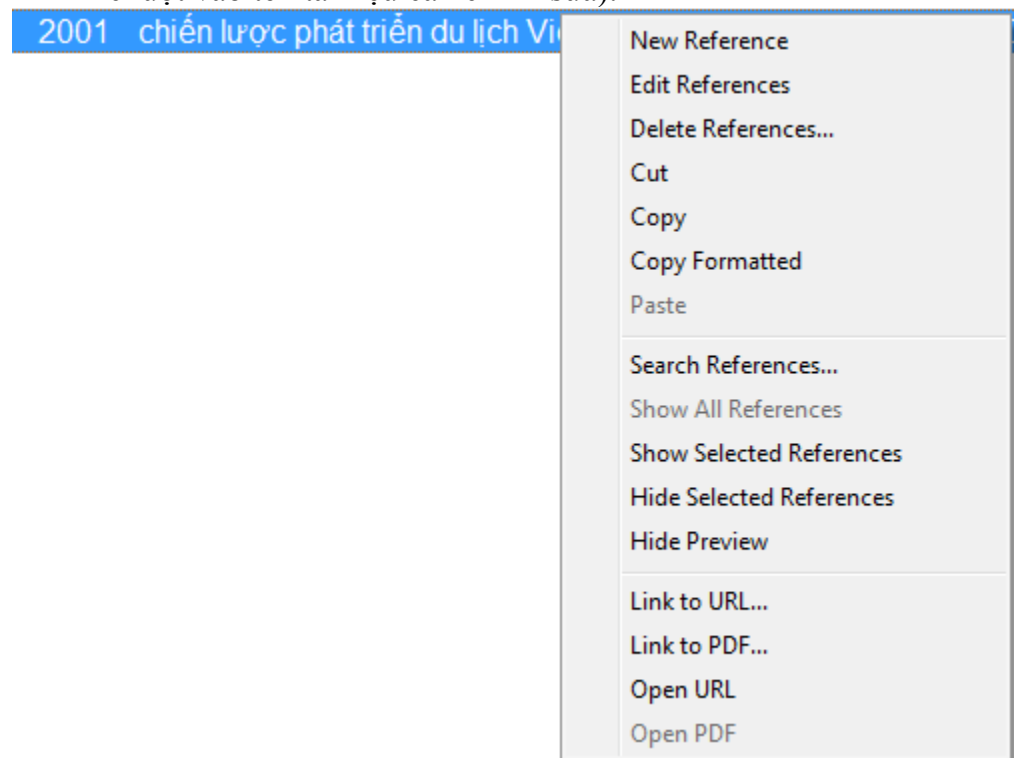 2001 chiến lược phát triển du lịch
New Reference
Edit References
Delete References...
Cut
Copy
Copy Formatted
Paste
Search References...
Show All References
Show Selected References
Hide Selected References
Hide Preview
Link to URL...
Link to PDF...
Open URL
Open PDF